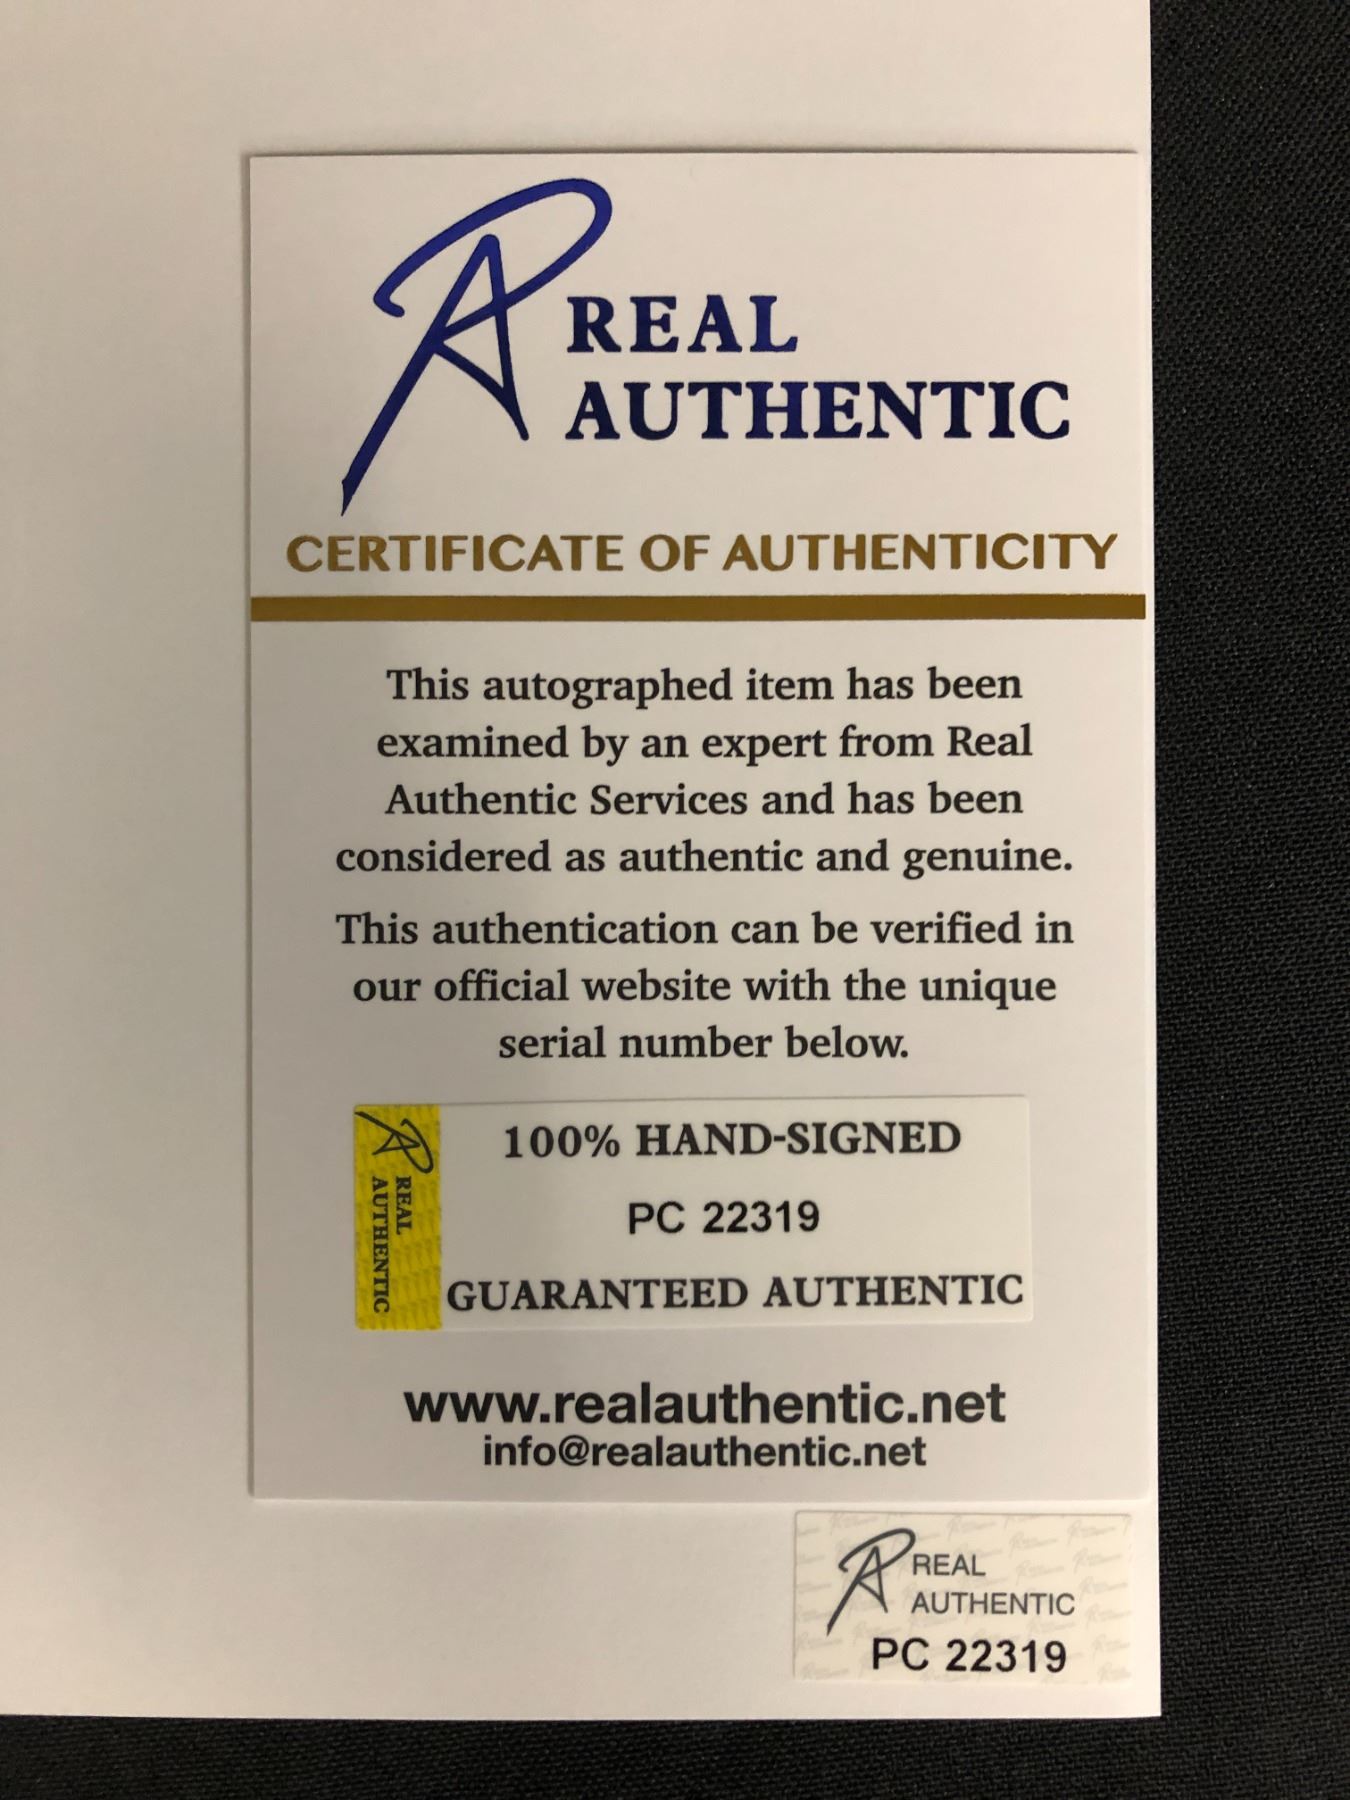 REAL
AUTHENTIC
CERTIFICATE OF AUTHENTICITY
This autographed item has been
examined by an expert from Real
Authentic Services and has been
considered as authentic and genuine.
This authentication can be verified in
our official website with the unique
serial number below.
REAL
AUTHENTIC
100% HAND-SIGNED
PC 22319
GUARANTEED AUTHENTIC
www.realauthentic.net
info@realauthentic.net
REAL
AUTHENTIC
PC 22319